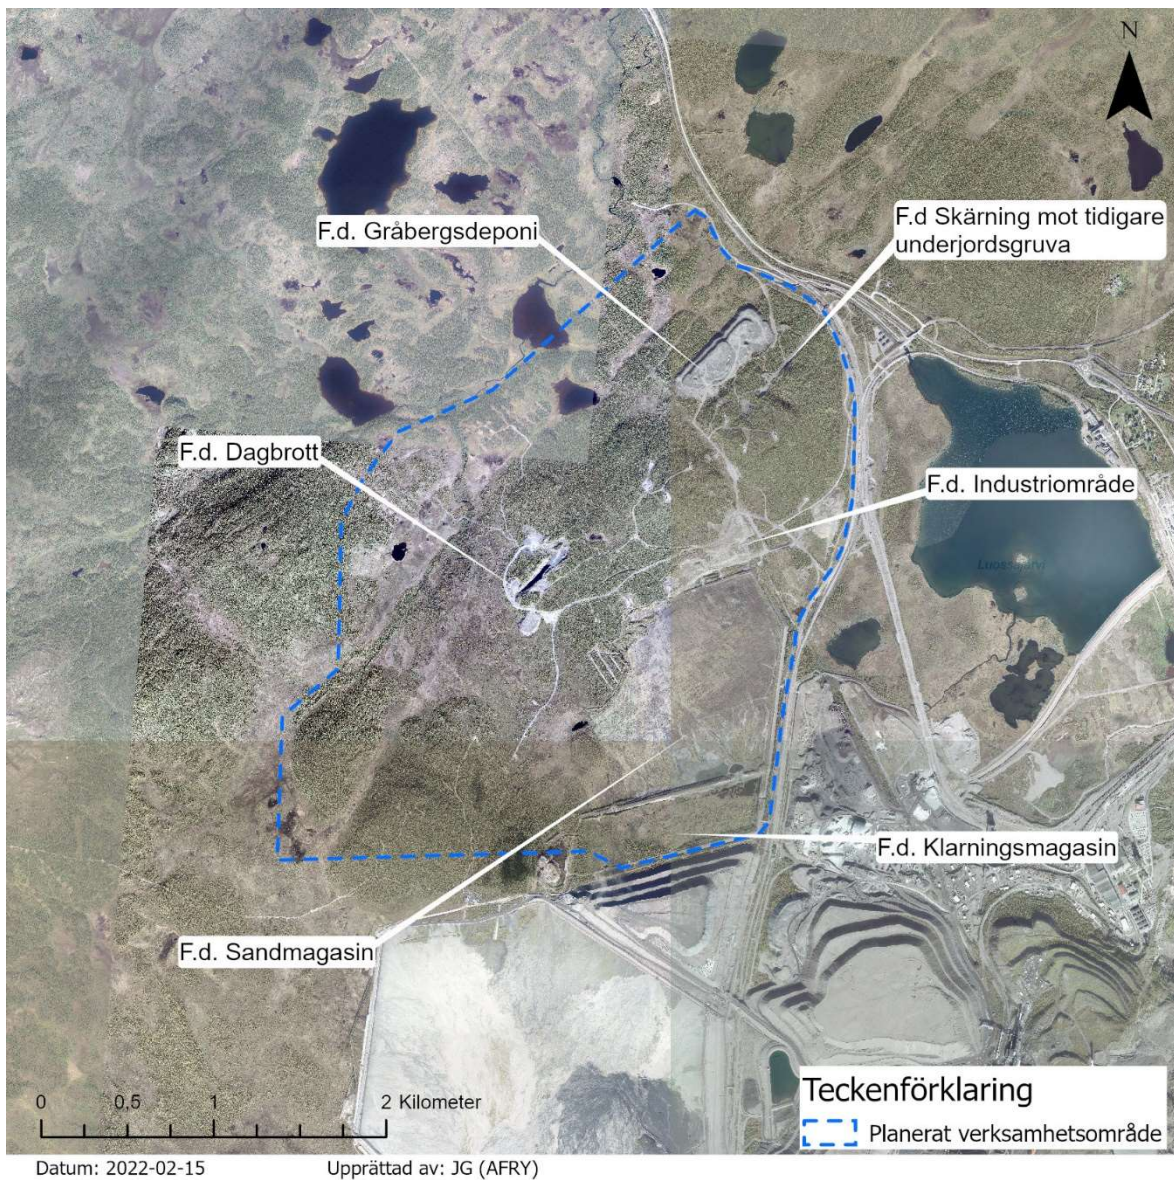 N
F.d. Gråbergsdeponi
F.d Skärning mot tidigare
underjordsgruva
F.d. Dagbrott
F.d. Industriområde
Luossajärvi
F.d. Klarningsmagasin
F.d. Sandmagasin
0 0,5 1 2 Kilometer
Teckenförklaring
Planerat verksamhetsområde
Datum: 2022-02-15 Upprättad av: JG (AFRY)